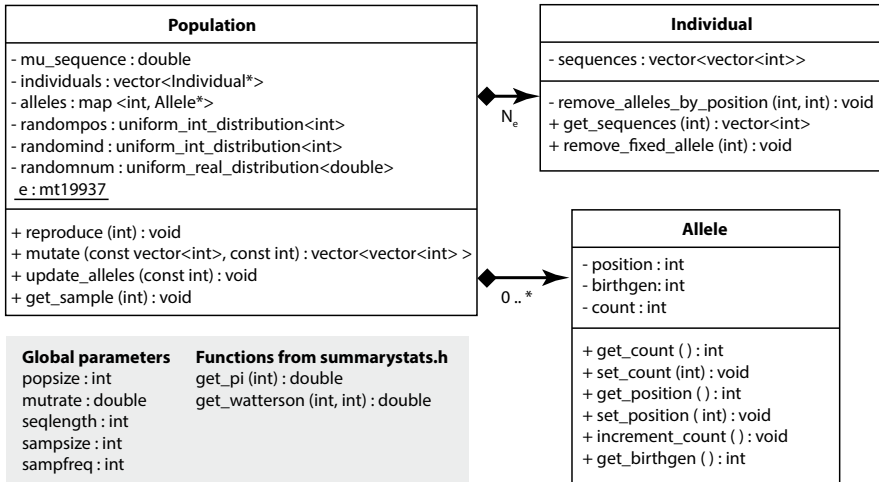 Population
- mu_sequence : double
- individuals : vector<Individual*>
- alleles : map <int, Allele*>
- randompos : uniform_int_distribution<int>
- randomind : uniform_int_distribution<int>
- randomnum : uniform_real_distribution<double>
e : mt19937
+ reproduce (int) : void
+ mutate (const vector<int>, const int) : vector<vector<int> >
+ update_alleles (const int) : void
+ get_sample (int) : void
Nₑ
0 .. *
Individual
- sequences : vector<vector<int>>
- remove_alleles_by_position (int, int) : void
+ get_sequences (int) : vector<int>
+ remove_fixed_allele (int) : void
Allele
- position : int
- birthgen: int
- count : int
+ get_count ( ) : int
+ set_count (int) : void
+ get_position ( ) : int
+ set_position ( int) : void
+ increment_count ( ) : void
+ get_birthgen ( ) : int
Global parameters
popsize : int
mutrate : double
seqlength : int
sampsize : int
sampfreq : int
Functions from summarystats.h
get_pi (int) : double
get_watterson (int, int) : double